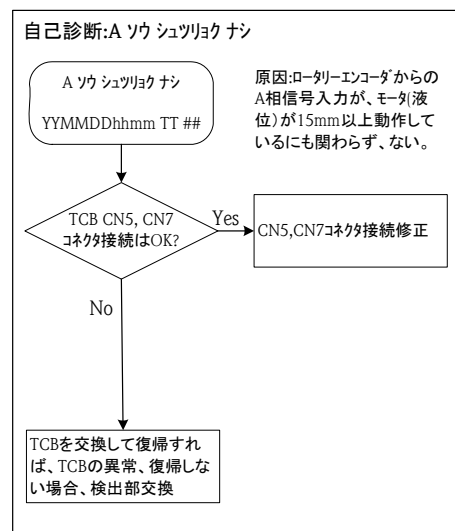 自己診断:A ｿｳ ｼｭﾂﾘｮｸ ﾅｼ
A ｿｳ ｼｭﾂﾘｮｸ ﾅｼ
YYMMDDhhmm TT ##
原因:ﾛｰﾀﾘｰｴﾝｺｰﾀﾞからの
A相信号入力が、ﾓｰﾀ(液
位)が15mm以上動作して
いるにも関わらず、ない。
TCB CN5, CN7
ｺﾈｸﾀ接続はOK?
Yes
CN5,CN7ｺﾈｸﾀ接続修正
No
TCBを交換して復帰すれ
ば、TCBの異常、復帰しな
い場合、検出部交換